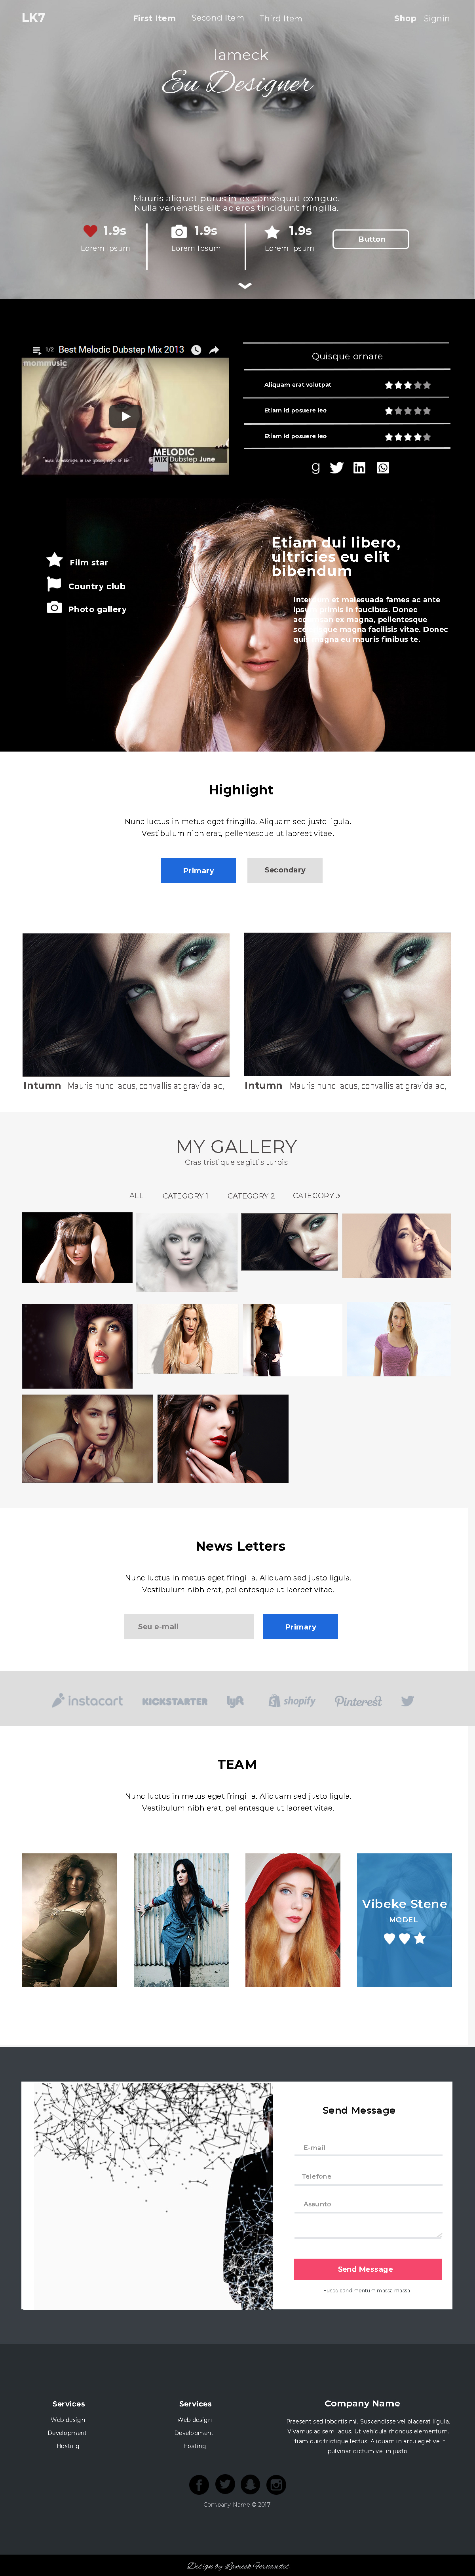 LK7 First Item Second Item Third Item Shop Signin
lameck
Eu Designer
Mauris aliquet purus in ex consequat congue.
Nulla venenatis elit ac eros tincidunt fringilla.
1.9s 1.9s 1.9s Button
Lorem Ipsum Lorem Ipsum Lorem Ipsum
1/2 Best Melodic Dubstep Mix 2013
mommusic
MELODIC
MIX Dubstep June
Quisque ornare
Aliquam erat volutpat
Etiam id posuere leo
Etiam id posuere leo
Film star
Country club
Photo gallery
Etiam dui libero,
ultricies eu elit
bibendum
Interdum et malesuada fames ac ante
ipsum primis in faucibus. Donec
accumsan ex magna, pellentesque
scelerisque magna facilisis vitae. Donec
quis magna eu mauris finibus te.
Highlight
Nunc luctus in metus eget fringilla. Aliquam sed justo ligula.
Vestibulum nibh erat, pellentesque ut laoreet vitae.
Primary Secondary
Intumn Mauris nunc lacus, convallis at gravida ac,
Intumn Mauris nunc lacus, convallis at gravida ac,
MY GALLERY
Cras tristique sagittis turpis
ALL CATEGORY 1 CATEGORY 2 CATEGORY 3
News Letters
Nunc luctus in metus eget fringilla. Aliquam sed justo ligula.
Vestibulum nibh erat, pellentesque ut laoreet vitae.
Seu e-mail Primary
instacart KICKSTARTER lyft shopify Pinterest
TEAM
Nunc luctus in metus eget fringilla. Aliquam sed justo ligula.
Vestibulum nibh erat, pellentesque ut laoreet vitae.
Vibeke Stene
MODEL
Send Message
E-mail
Telefone
Assunto
Send Message
Fusce condimentum massa massa
Services
Web design
Development
Hosting
Services
Web design
Development
Hosting
Company Name
Praesent sed lobortis mi. Suspendisse vel placerat ligula.
Vivamus ac sem lacus. Ut vehicula rhoncus elementum.
Etiam quis tristique lectus. Aliquam in arcu eget velit
pulvinar dictum vel in justo.
Company Name © 2017
Design by Lameck Fernandes